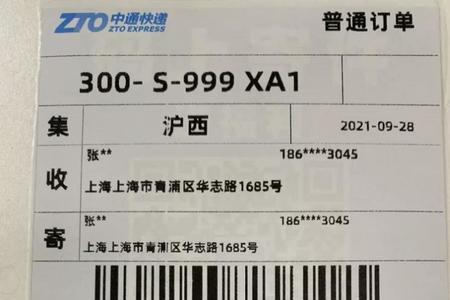 ZTO 中通快递 普通订单
ZTO EXPRESS
300- S-999 XA1
集 沪西 2021-09-28
张** 186****3045
收 上海上海市青浦区华志路1685号
张** 186****3045
寄 上海上海市青浦区华志路1685号